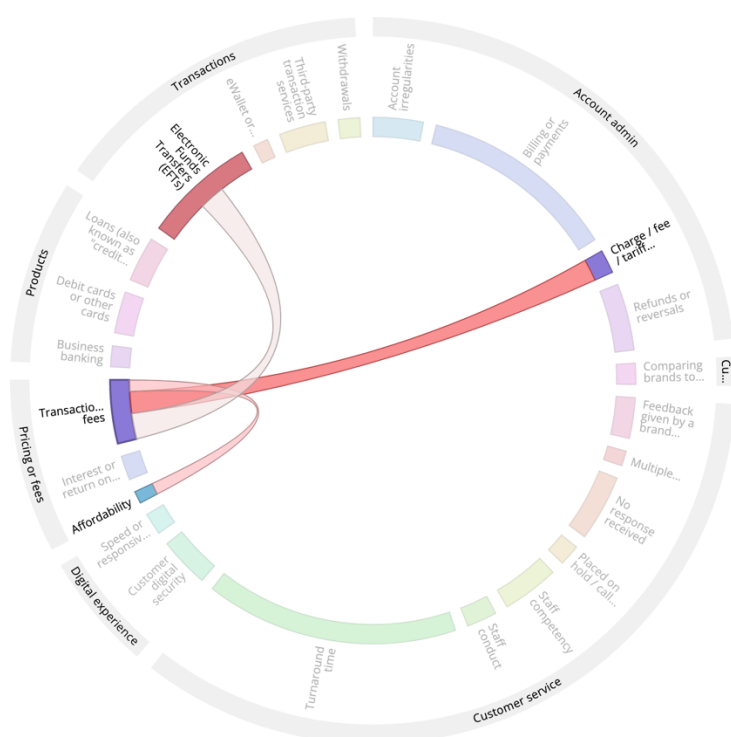 Transactions
Account admin
Products
Pricing or fees
Digital experience
Customer service
Cu...
Account
irregularities
Billing or
payments
Charge / fee
/ tariff...
Refunds or
reversals
Comparing
brands to...
Feedback
given by a
brand...
Multiple...
No
response
received
Placed on
hold / call...
Staff
competency
Staff
conduct
Turnaround
time
Customer
digital
security
Speed or
responsiv...
Affordability
Interest or
return on...
Transactio...
fees
Business
banking
Debit cards
or other
cards
Loans (also
known as
"credit...
Electronic
Funds
Transfers
(EFTs)
eWallet or...
Third-party
transaction
services
Withdrawals